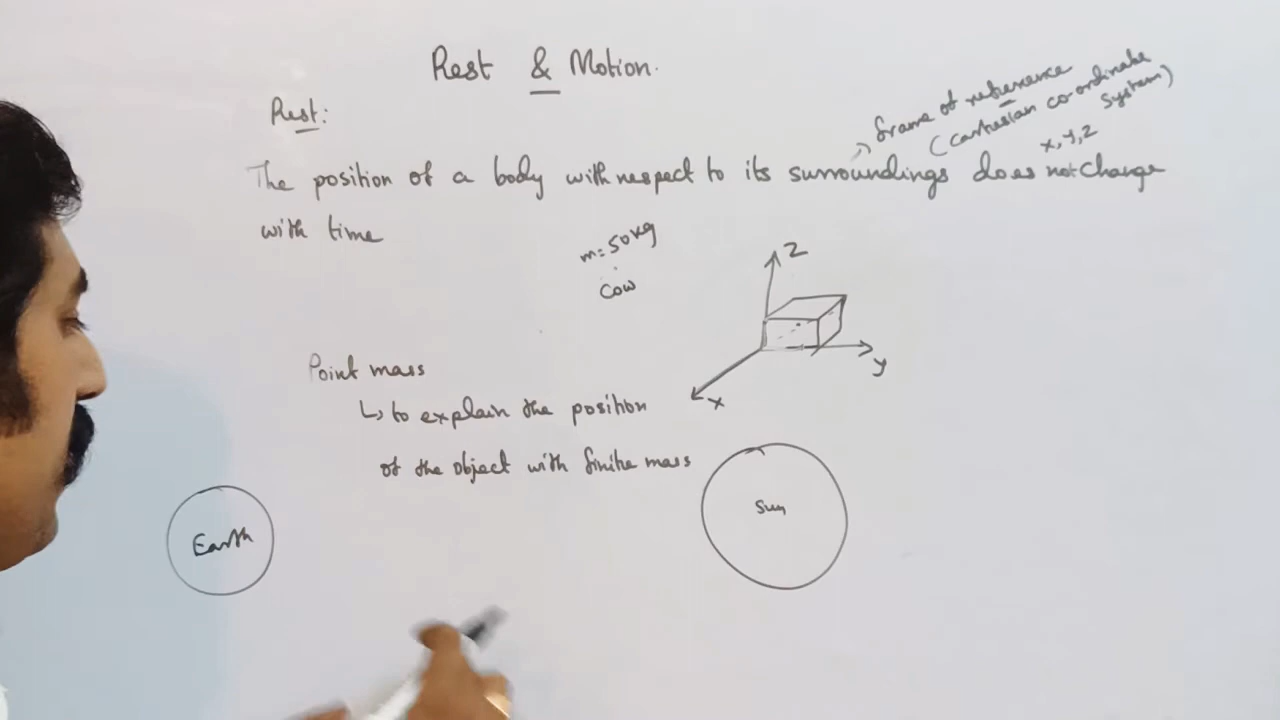 Rest & Motion.
Rest:
frame of reference
(cartesian co-ordinate
system)
x, y, z
The position of a body with respect to its surroundings does not change
with time
m = 50 kg
Cow
Z
y
x
Point mass
↳ to explain the position
of the object with finite mass
Earth
Sun